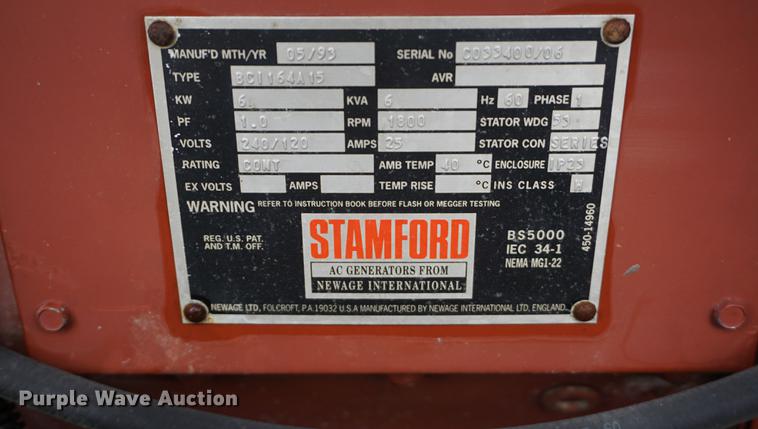 MANUF'D MTH/YR 05/93 SERIAL No C033400/06
TYPE BCI164A15 AVR
KW 6. KVA 6 Hz 60 PHASE 1
PF 1.0 RPM 1800 STATOR WDG 53
VOLTS 240/120 AMPS 25 STATOR CON SERIES
RATING CONT AMB TEMP 40 °C ENCLOSURE IP23
EX VOLTS AMPS TEMP RISE °C INS CLASS H
WARNING REFER TO INSTRUCTION BOOK BEFORE FLASH OR MEGGER TESTING
REG. U.S. PAT.
AND T.M. OFF.
STAMFORD
AC GENERATORS FROM
NEWAGE INTERNATIONAL
BS5000
IEC 34-1
NEMA MG1-22
450-14960
NEWAGE LTD, FOLCROFT, P.A 19032 U.S.A MANUFACTURED BY NEWAGE INTERNATIONAL LTD, ENGLAND.
Purple Wave Auction